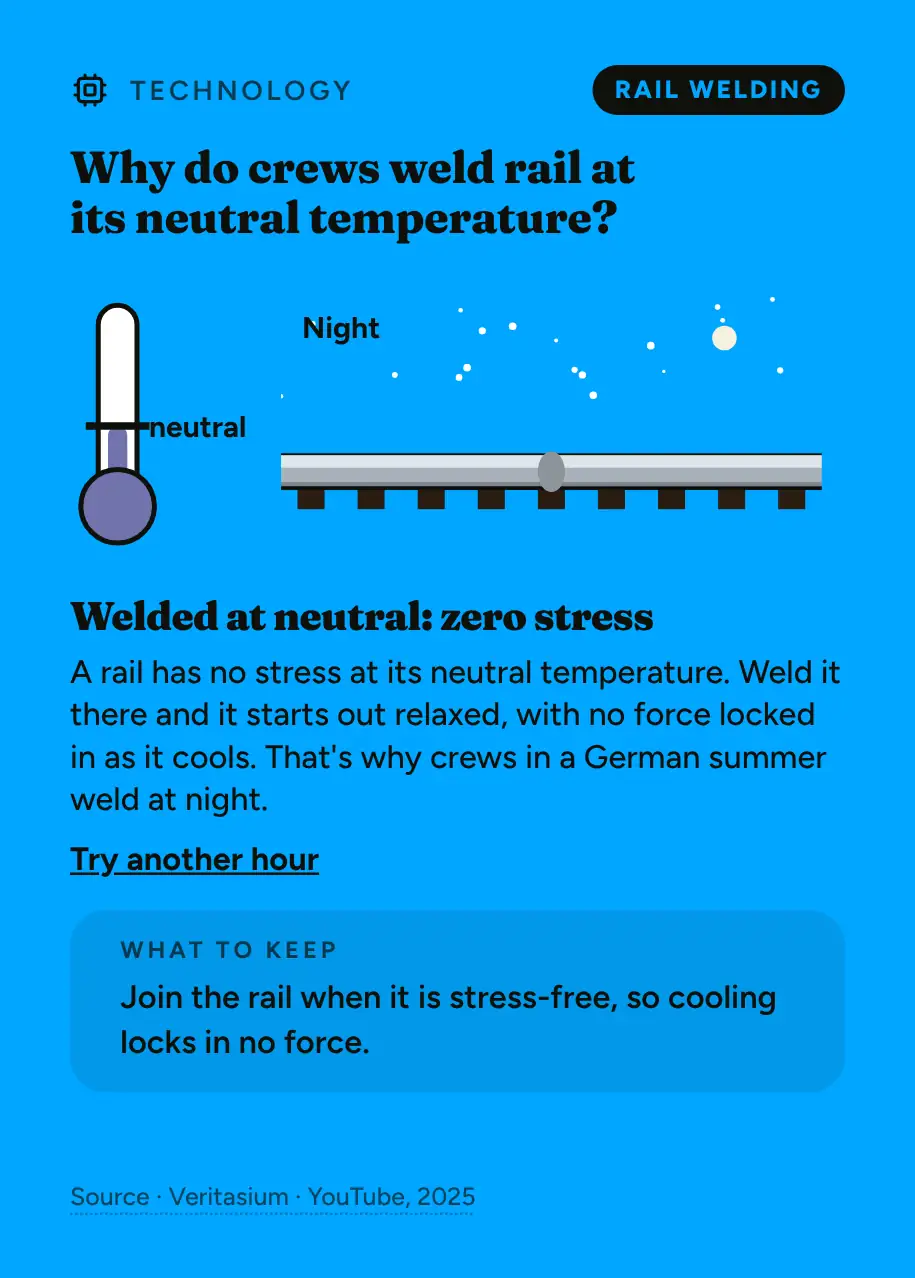 TECHNOLOGY
RAIL WELDING
Why do crews weld rail at
its neutral temperature?
Night
neutral
Welded at neutral: zero stress
A rail has no stress at its neutral temperature. Weld it
there and it starts out relaxed, with no force locked
in as it cools. That's why crews in a German summer
weld at night.
Try another hour
WHAT TO KEEP
Join the rail when it is stress-free, so cooling
locks in no force.
Source · Veritasium · YouTube, 2025